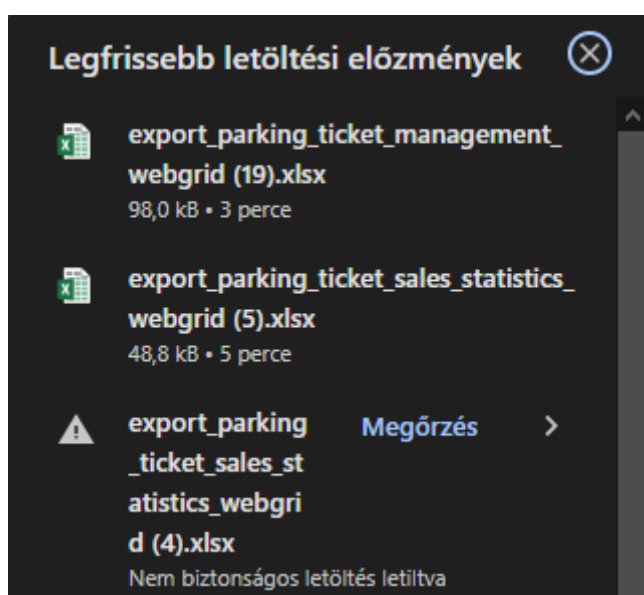 Legfrissebb letöltési előzmények
export_parking_ticket_management_
webgrid (19).xlsx
98,0 kB • 3 perce
export_parking_ticket_sales_statistics_
webgrid (5).xlsx
48,8 kB • 5 perce
export_parking
_ticket_sales_st
atistics_webgri
d (4).xlsx
Megőrzés
Nem biztonságos letöltés letiltva